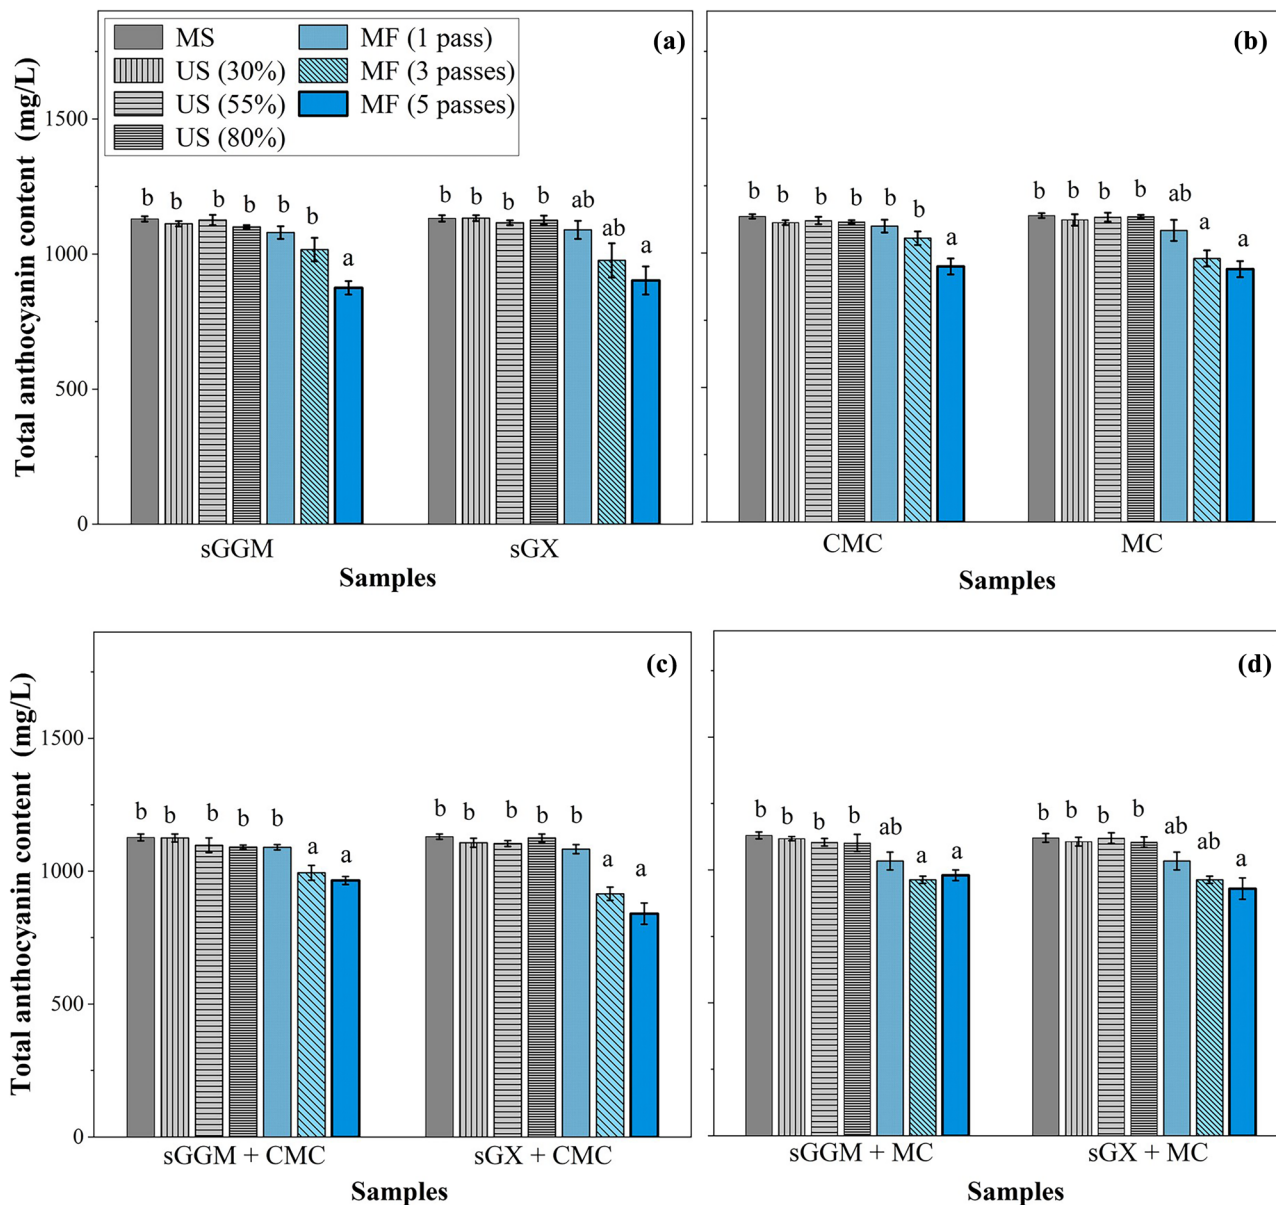 (a)
MS
US (30%)
US (55%)
US (80%)
MF (1 pass)
MF (3 passes)
MF (5 passes)
Total anthocyanin content (mg/L)
1500
1000
500
0
b b b b b b a
b b b b ab ab a
sGGM sGX
Samples
(b)
b b b b b b a
b b b b ab a a
CMC MC
Samples
(c)
Total anthocyanin content (mg/L)
1500
1000
500
0
b b b b b a a
b b b b b a a
sGGM + CMC sGX + CMC
Samples
(d)
b b b b ab a a
b b b b ab ab a
sGGM + MC sGX + MC
Samples